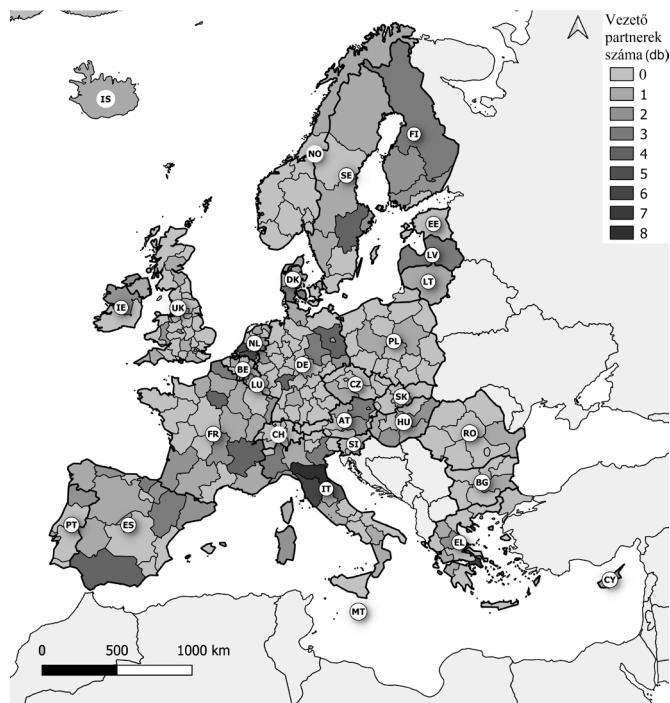 Vezető
partnerek
száma (db)
0
1
2
3
4
5
6
7
8
IS
FI
NO
SE
EE
LV
LT
DK
IE
UK
NL
PL
BE
DE
LU
CZ
SK
AT
HU
FR
CH
SI
RO
IT
BG
PT
ES
EL
CY
MT
0 500 1000 km